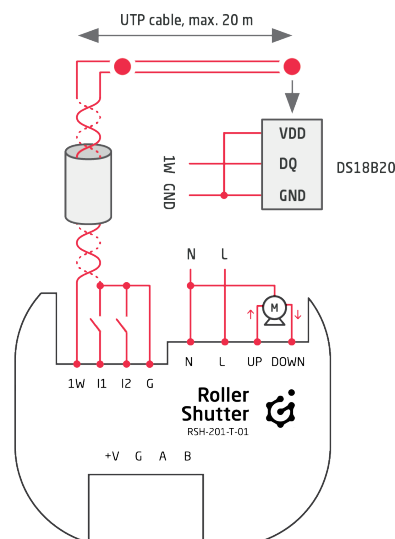 UTP cable, max. 20 m
VDD
1W
DQ
DS18B20
GND
GND
N L
M
1W I1 I2 G
N L UP DOWN
Roller
Shutter
RSH-201-T-01
+V G A B